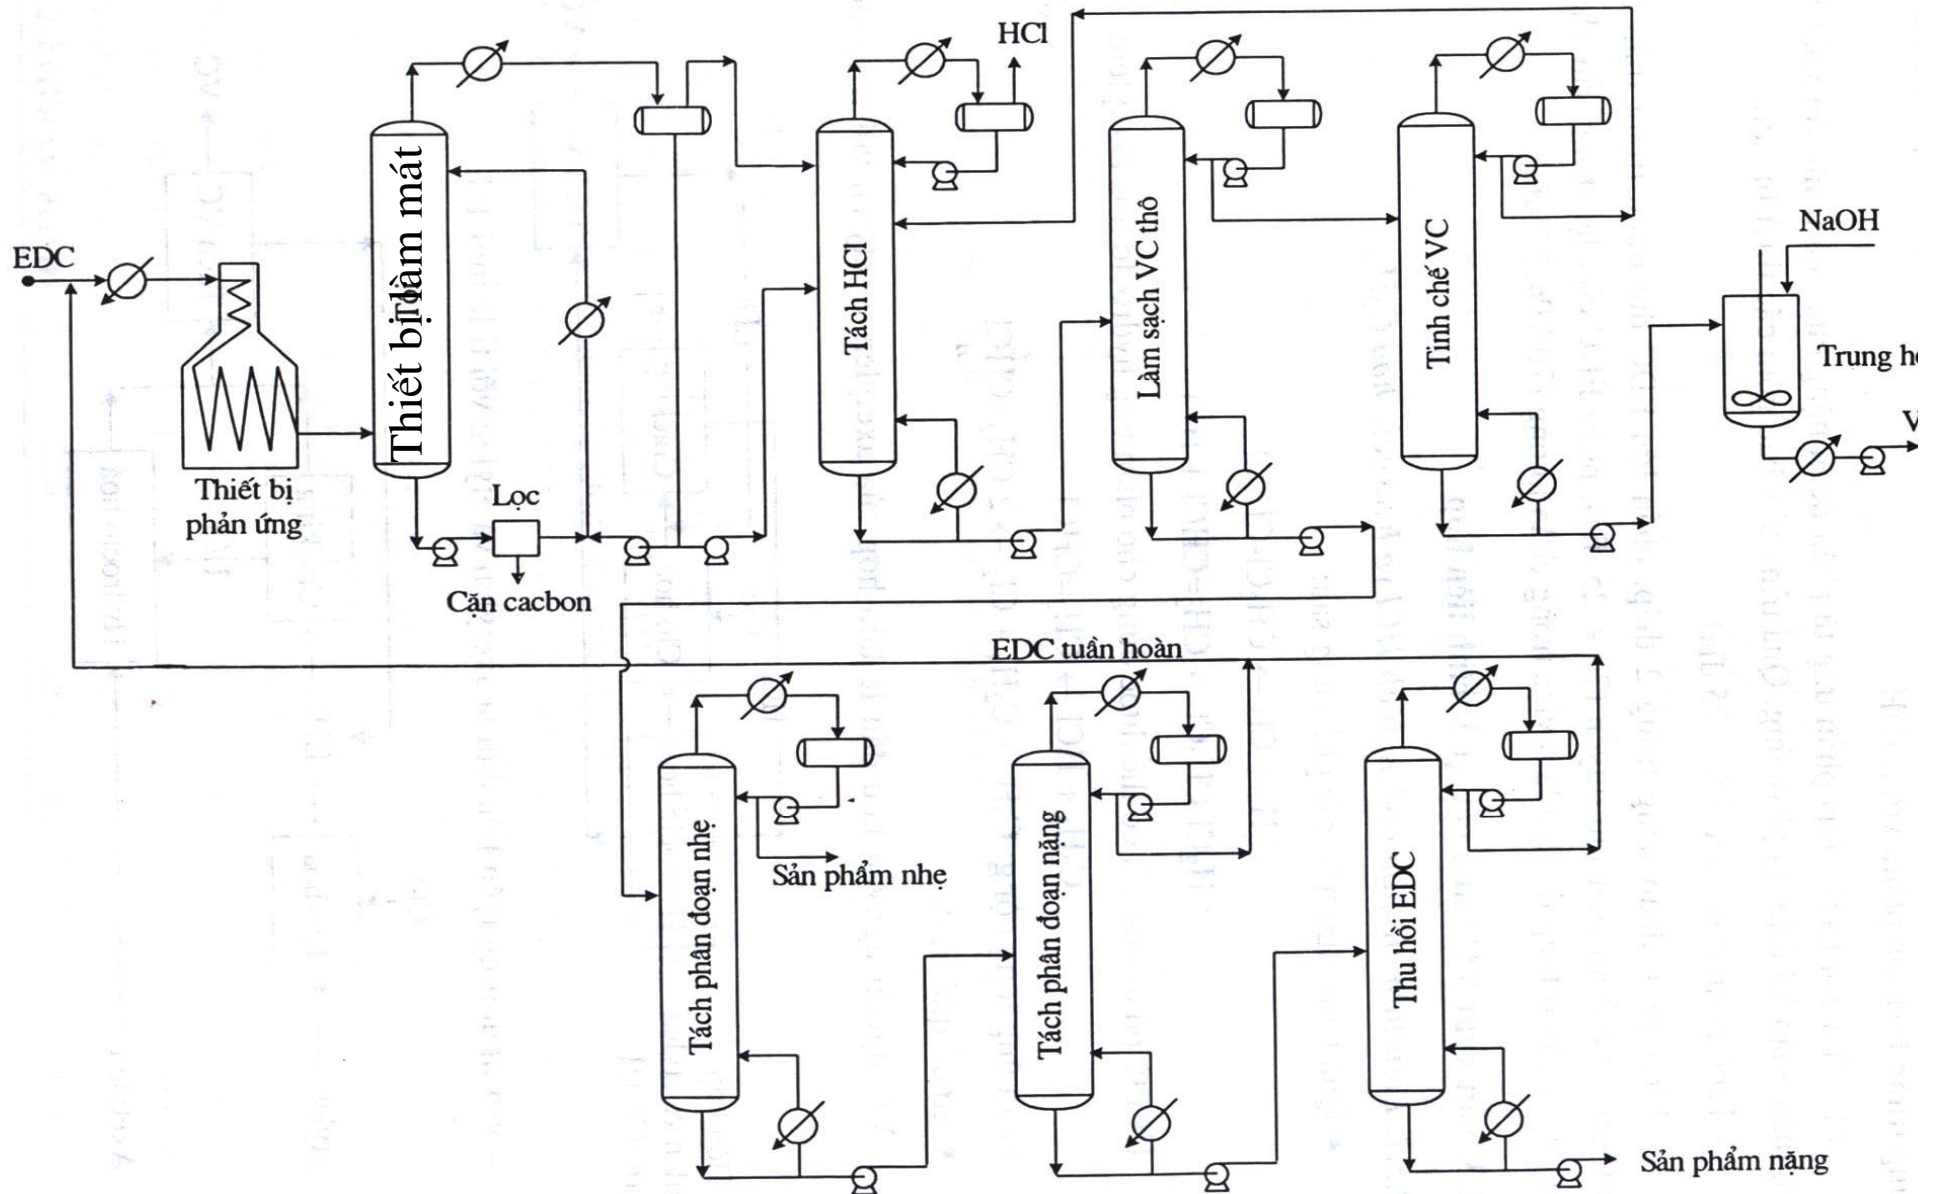 HCl
EDC
Thiết bị làm mát
Tách HCl
Làm sạch VC thô
Tinh chế VC
NaOH
Trung h
V
Thiết bị
phản ứng
Lọc
Cặn cacbon
EDC tuần hoàn
Tách phân đoạn nhẹ
Sản phẩm nhẹ
Tách phân đoạn nặng
Thu hồi EDC
Sản phẩm nặng